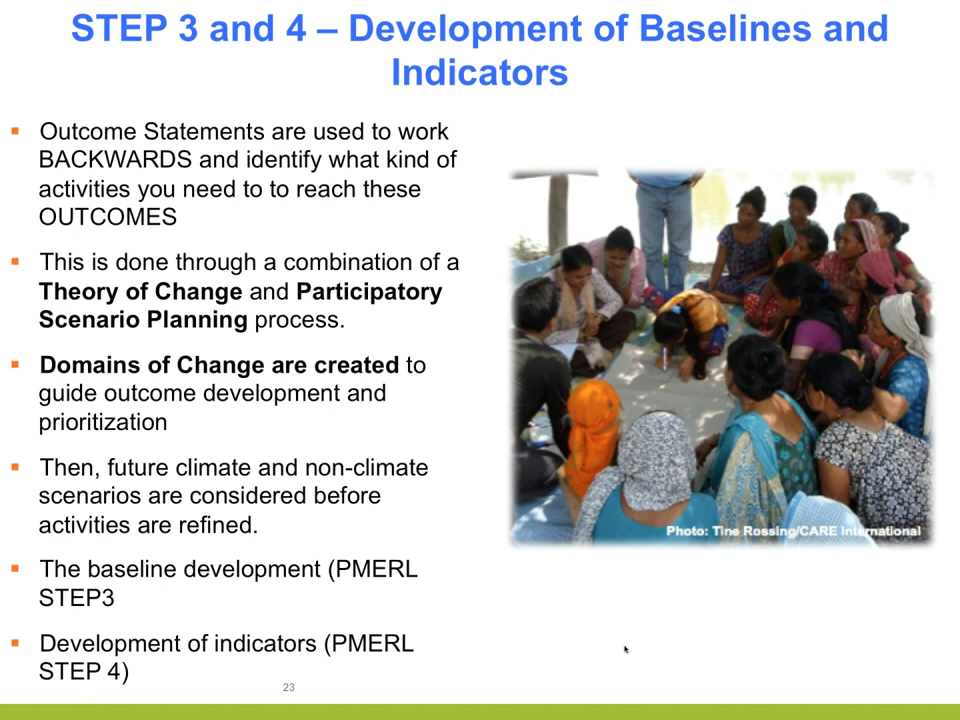 STEP 3 and 4 – Development of Baselines and
Indicators
▪ Outcome Statements are used to work
BACKWARDS and identify what kind of
activities you need to to reach these
OUTCOMES
▪ This is done through a combination of a
Theory of Change and Participatory
Scenario Planning process.
▪ Domains of Change are created to
guide outcome development and
prioritization
▪ Then, future climate and non-climate
scenarios are considered before
activities are refined.
▪ The baseline development (PMERL
STEP3
▪ Development of indicators (PMERL
STEP 4)
Photo: Tine Rossing/CARE International
23